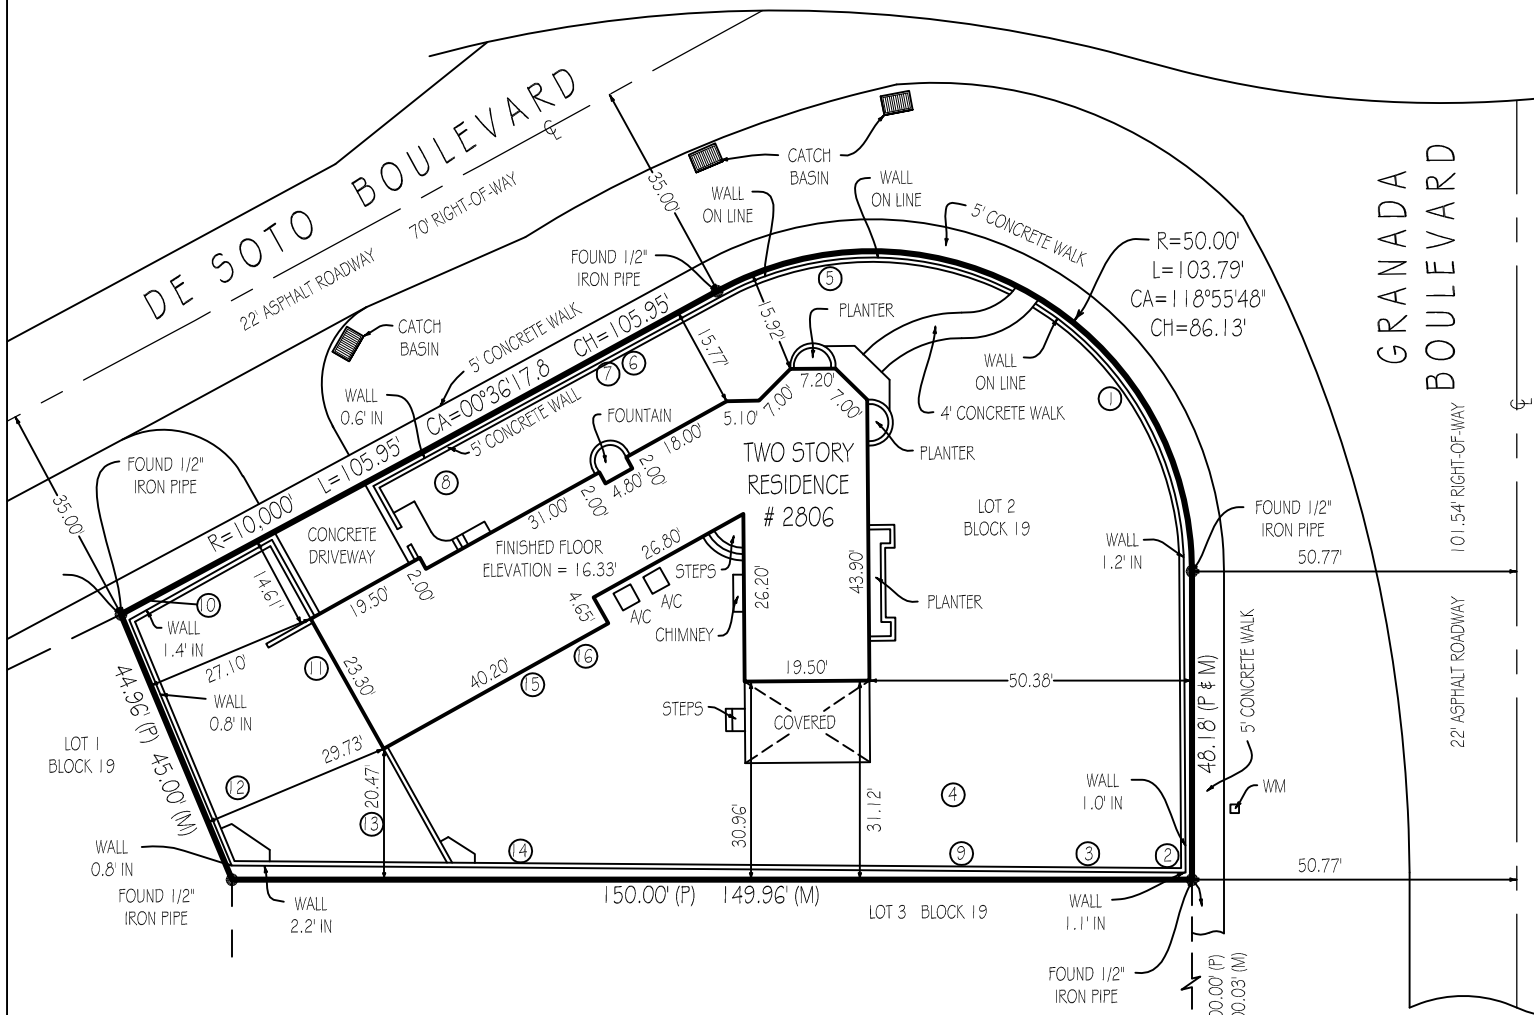 DE SOTO BOULEVARD
22' ASPHALT ROADWAY
70' RIGHT-OF-WAY
35.00'
CATCH
BASIN
WALL
ON LINE
WALL
ON LINE
5' CONCRETE WALK
R=50.00'
L=103.79'
CA=118°55'48"
CH=86.13'
GRANADA
BOULEVARD
101.54' RIGHT-OF-WAY
22' ASPHALT ROADWAY
FOUND 1/2"
IRON PIPE
CATCH
BASIN
5' CONCRETE WALK
WALL
0.6' IN
R=10,000' L=105.95' CA=00°36'17.8 CH=105.95'
5' CONCRETE WALL
5
7
6
8
1
15.92'
15.77'
PLANTER
7.20'
5.10'
7.00'
7.00'
WALL
ON LINE
4' CONCRETE WALK
PLANTER
FOUNTAIN
18.00'
2.00'
4.80'
2.00'
31.00'
TWO STORY
RESIDENCE
# 2806
LOT 2
BLOCK 19
FOUND 1/2"
IRON PIPE
35.00'
FOUND 1/2"
IRON PIPE
CONCRETE
DRIVEWAY
FINISHED FLOOR
ELEVATION = 16.33'
26.80'
STEPS
26.20'
43.90'
WALL
1.2' IN
FOUND 1/2"
IRON PIPE
50.77'
2.00'
19.50'
14.61'
10
WALL
1.4' IN
27.10'
11
4.65'
A/C
A/C
CHIMNEY
PLANTER
16
23.30'
40.20'
15
19.50'
50.38'
48.18' (P & M)
5' CONCRETE WALK
WALL
0.8' IN
STEPS
COVERED
44.96' (P) 45.00' (M)
LOT 1
BLOCK 19
29.73'
12
20.47'
13
30.96'
31.12'
4
WALL
1.0' IN
WM
WALL
0.8' IN
14
9
3
2
50.77'
FOUND 1/2"
IRON PIPE
WALL
2.2' IN
150.00' (P) 149.96' (M)
LOT 3 BLOCK 19
WALL
1.1' IN
FOUND 1/2"
IRON PIPE
00.00' (P)
00.03' (M)